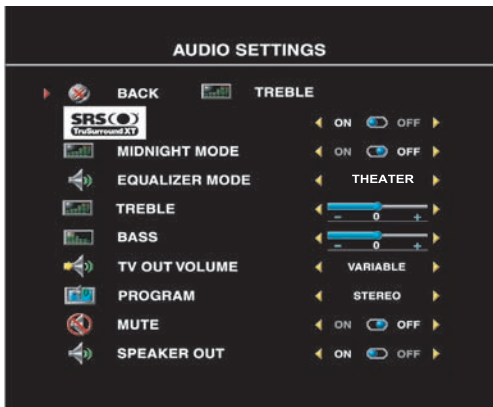 AUDIO SETTINGS
BACK TREBLE
SRS(●) ON OFF
TruSurround XT
MIDNIGHT MODE ON OFF
EQUALIZER MODE THEATER
TREBLE - 0 +
BASS - 0 +
TV OUT VOLUME VARIABLE
PROGRAM STEREO
MUTE ON OFF
SPEAKER OUT ON OFF